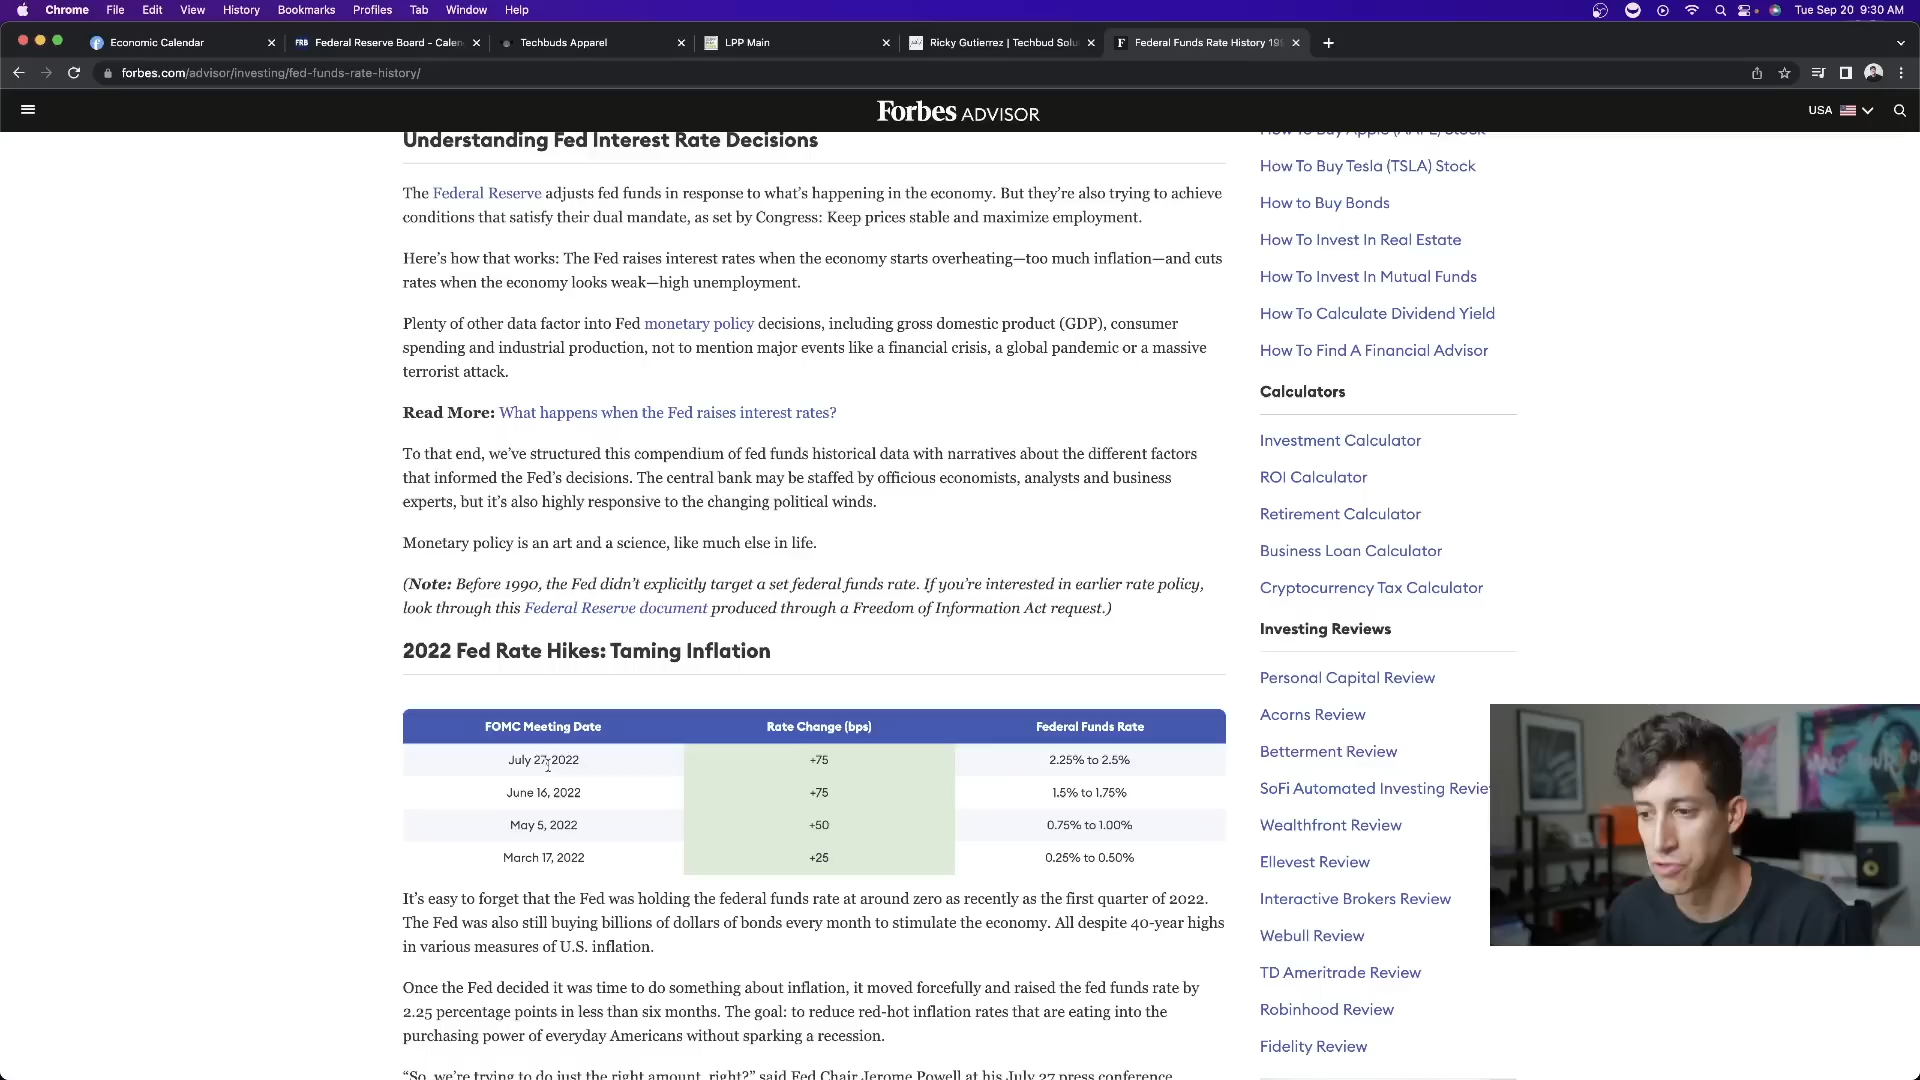 Chrome File Edit View History Bookmarks Profiles Tab Window Help Tue Sep 20 9:30 AM
Economic Calendar
Federal Reserve Board - Calen
Techbuds Apparel
LPP Main
Ricky Gutierrez | Techbud Solu
Federal Funds Rate History 199
forbes.com/advisor/investing/fed-funds-rate-history/
Forbes ADVISOR
USA
Understanding Fed Interest Rate Decisions
The Federal Reserve adjusts fed funds in response to what's happening in the economy. But they're also trying to achieve
conditions that satisfy their dual mandate, as set by Congress: Keep prices stable and maximize employment.
Here's how that works: The Fed raises interest rates when the economy starts overheating—too much inflation—and cuts
rates when the economy looks weak—high unemployment.
Plenty of other data factor into Fed monetary policy decisions, including gross domestic product (GDP), consumer
spending and industrial production, not to mention major events like a financial crisis, a global pandemic or a massive
terrorist attack.
Read More: What happens when the Fed raises interest rates?
To that end, we've structured this compendium of fed funds historical data with narratives about the different factors
that informed the Fed's decisions. The central bank may be staffed by officious economists, analysts and business
experts, but it's also highly responsive to the changing political winds.
Monetary policy is an art and a science, like much else in life.
(Note: Before 1990, the Fed didn't explicitly target a set federal funds rate. If you're interested in earlier rate policy,
look through this Federal Reserve document produced through a Freedom of Information Act request.)
2022 Fed Rate Hikes: Taming Inflation
FOMC Meeting Date Rate Change (bps) Federal Funds Rate
July 27, 2022 +75 2.25% to 2.5%
June 16, 2022 +75 1.5% to 1.75%
May 5, 2022 +50 0.75% to 1.00%
March 17, 2022 +25 0.25% to 0.50%
It's easy to forget that the Fed was holding the federal funds rate at around zero as recently as the first quarter of 2022.
The Fed was also still buying billions of dollars of bonds every month to stimulate the economy. All despite 40-year highs
in various measures of U.S. inflation.
Once the Fed decided it was time to do something about inflation, it moved forcefully and raised the fed funds rate by
2.25 percentage points in less than six months. The goal: to reduce red-hot inflation rates that are eating into the
purchasing power of everyday Americans without sparking a recession.
“So, we're trying to do just the right amount, right?” said Fed Chair Jerome Powell at his July 27 press conference.
How To Buy Apple (AAPL) Stock
How To Buy Tesla (TSLA) Stock
How to Buy Bonds
How To Invest In Real Estate
How To Invest In Mutual Funds
How To Calculate Dividend Yield
How To Find A Financial Advisor
Calculators
Investment Calculator
ROI Calculator
Retirement Calculator
Business Loan Calculator
Cryptocurrency Tax Calculator
Investing Reviews
Personal Capital Review
Acorns Review
Betterment Review
SoFi Automated Investing Revie
Wealthfront Review
Ellevest Review
Interactive Brokers Review
Webull Review
TD Ameritrade Review
Robinhood Review
Fidelity Review